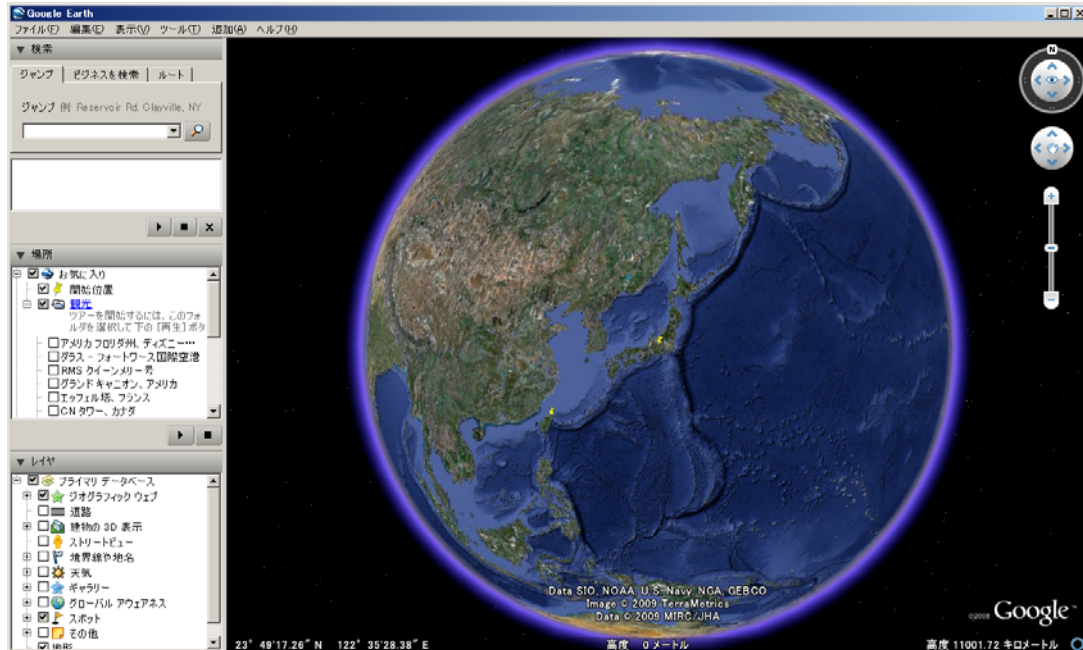 Google Earth
ファイル(F) 編集(E) 表示(V) ツール(T) 追加(A) ヘルプ(H)
▼ 検索
ジャンプ ビジネスを検索 ルート
ジャンプ 例: Reservoir Rd. Clayville, NY
▼ 場所
お気に入り
開始位置
観光
ツアーを開始するには、このフォ
ルダを選択して下の [再生] ボタ
アメリカ フロリダ州、ディズニー…
ダラス - フォートワース国際空港
RMS クイーンメリー号
グランド キャニオン、アメリカ
エッフェル塔、フランス
CN タワー、カナダ
▼ レイヤ
プライマリ データベース
ジオグラフィック ウェブ
道路
建物の 3D 表示
ストリートビュー
境界線や地名
天気
ギャラリー
グローバル アウェアネス
スポット
その他
地形
N
Data SIO, NOAA, U.S. Navy, NGA, GEBCO
Image © 2009 TerraMetrics
Data © 2009 MIRC/JHA
©2008 Google™
23° 49'17.26" N 122° 35'28.38" E 高度 0 メートル 高度 11001.72 キロメートル